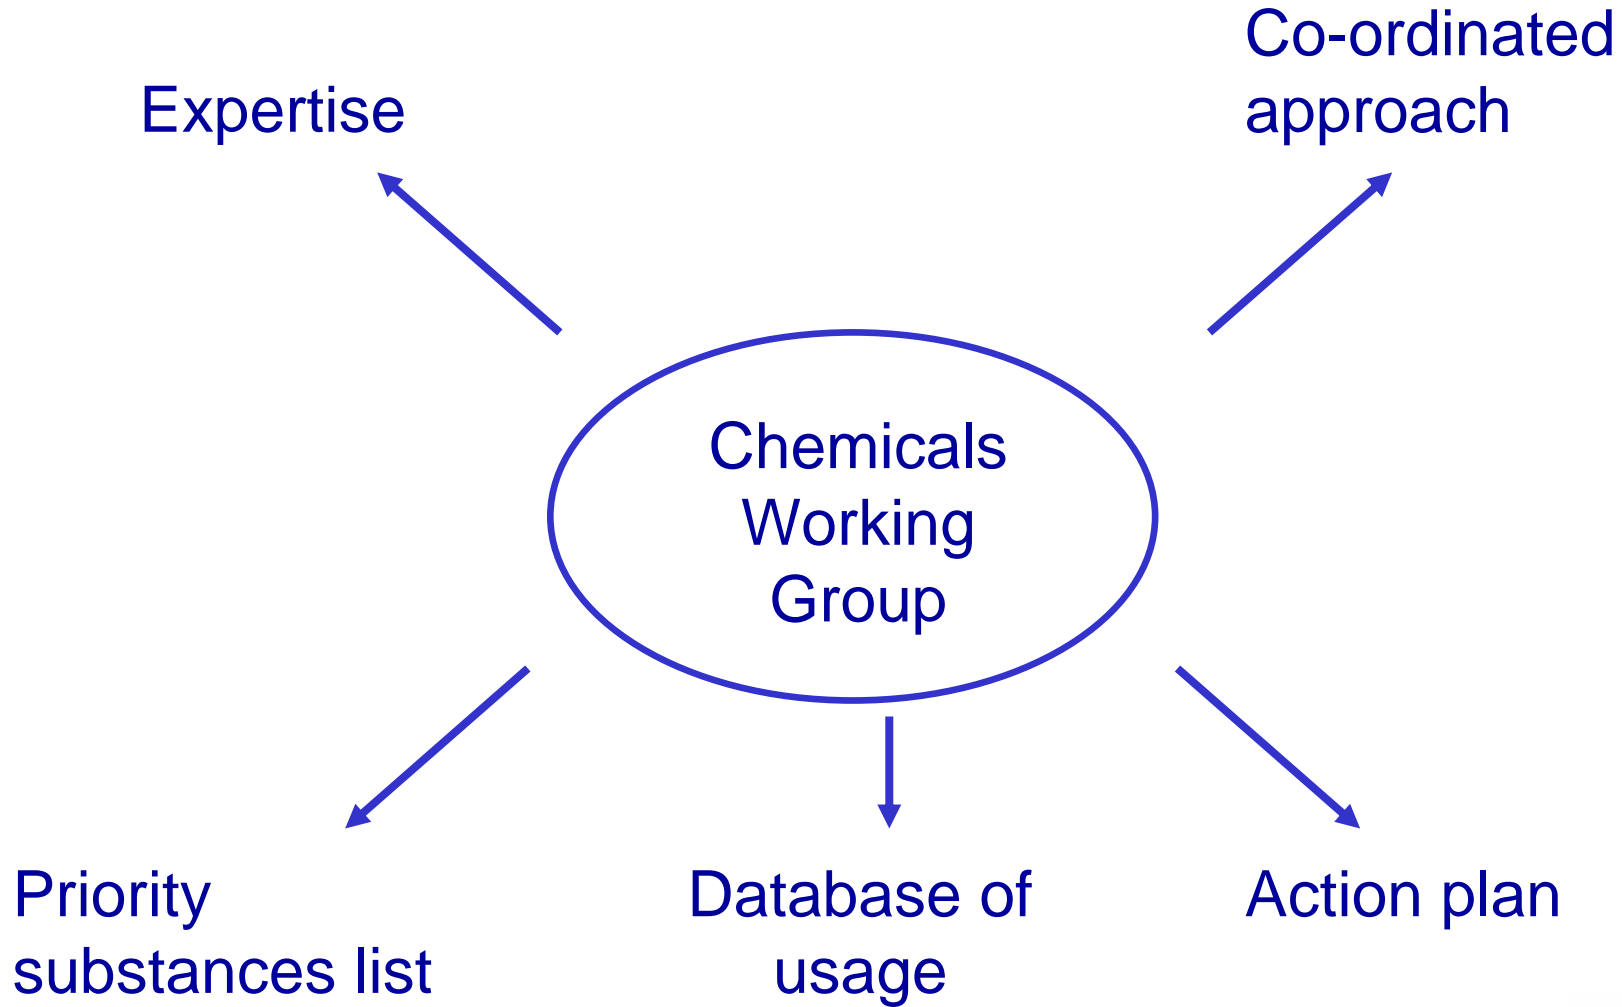 Co-ordinated
approach
Expertise
Chemicals
Working
Group
Priority
substances list
Database of
usage
Action plan